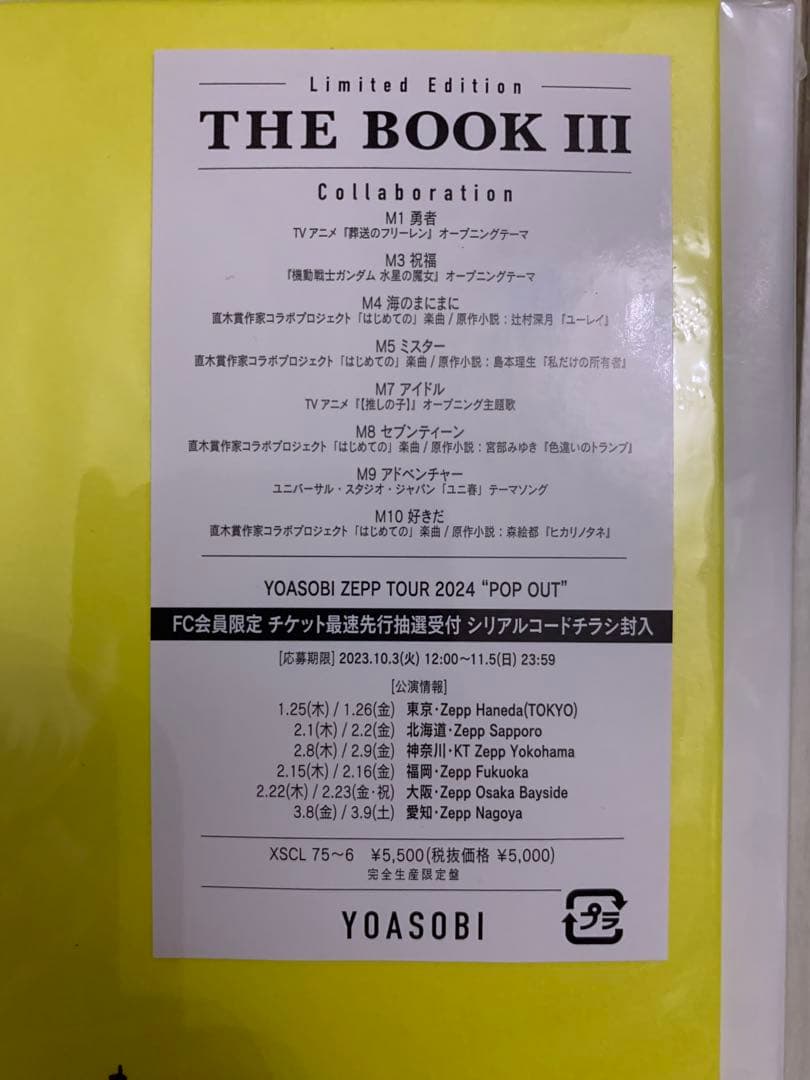 Limited Edition
THE BOOK III
Collaboration
M1 勇者
TVアニメ『葬送のフリーレン』オープニングテーマ
M3 祝福
『機動戦士ガンダム 水星の魔女』オープニングテーマ
M4 海のまにまに
直木賞作家コラボプロジェクト「はじめての」楽曲 / 原作小説：辻村深月『ユーレイ』
M5 ミスター
直木賞作家コラボプロジェクト「はじめての」楽曲 / 原作小説：島本理生『私だけの所有者』
M7 アイドル
TVアニメ『【推しの子】』オープニング主題歌
M8 セブンティーン
直木賞作家コラボプロジェクト「はじめての」楽曲 / 原作小説：宮部みゆき『色違いのトランプ』
M9 アドベンチャー
ユニバーサル・スタジオ・ジャパン「ユニ春」テーマソング
M10 好きだ
直木賞作家コラボプロジェクト「はじめての」楽曲 / 原作小説：森絵都『ヒカリノタネ』
YOASOBI ZEPP TOUR 2024 “POP OUT”
FC会員限定 チケット最速先行抽選受付 シリアルコードチラシ封入
[応募期限] 2023.10.3(火) 12:00～11.5(日) 23:59
[公演情報]
1.25(木) / 1.26(金) 東京・Zepp Haneda(TOKYO)
2.1(木) / 2.2(金) 北海道・Zepp Sapporo
2.8(木) / 2.9(金) 神奈川・KT Zepp Yokohama
2.15(木) / 2.16(金) 福岡・Zepp Fukuoka
2.22(木) / 2.23(金・祝) 大阪・Zepp Osaka Bayside
3.8(金) / 3.9(土) 愛知・Zepp Nagoya
XSCL 75～6 ¥5,500(税抜価格 ¥5,000)
完全生産限定盤
YOASOBI
プラ